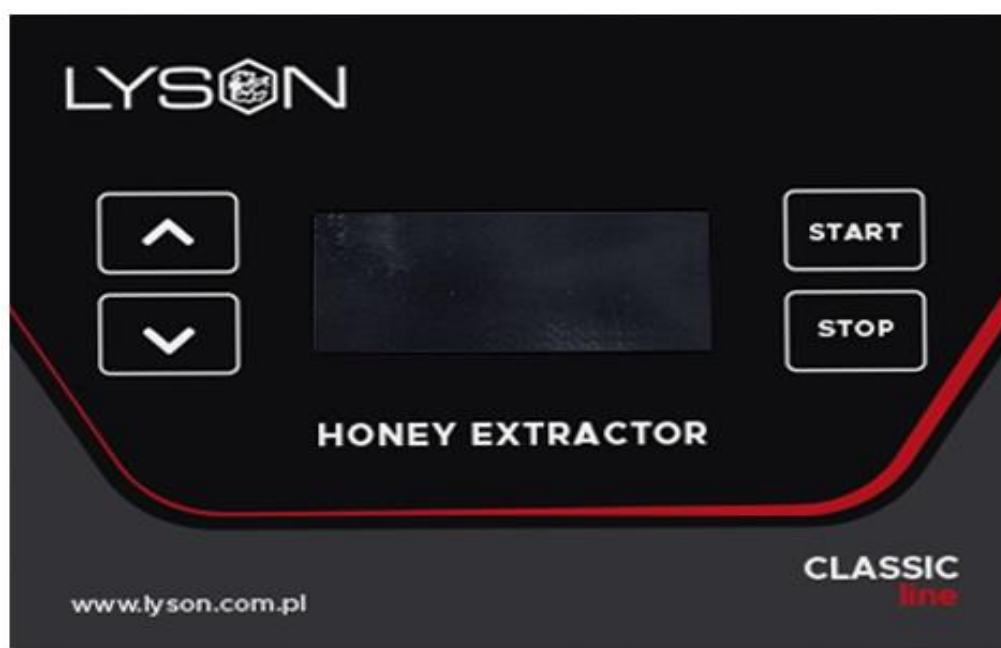 LYSON
START
STOP
HONEY EXTRACTOR
CLASSIC
line
www.lyson.com.pl